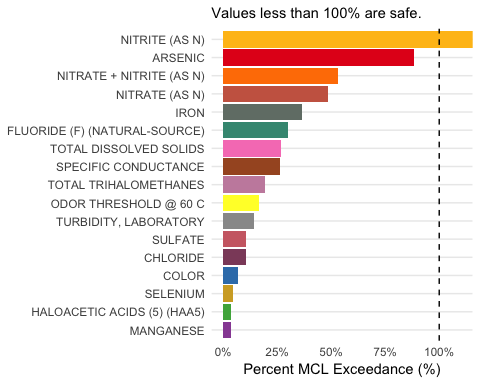 Values less than 100% are safe.
NITRITE (AS N)
ARSENIC
NITRATE + NITRITE (AS N)
NITRATE (AS N)
IRON
FLUORIDE (F) (NATURAL-SOURCE)
TOTAL DISSOLVED SOLIDS
SPECIFIC CONDUCTANCE
TOTAL TRIHALOMETHANES
ODOR THRESHOLD @ 60 C
TURBIDITY, LABORATORY
SULFATE
CHLORIDE
COLOR
SELENIUM
HALOACETIC ACIDS (5) (HAA5)
MANGANESE
0% 25% 50% 75% 100%
Percent MCL Exceedance (%)